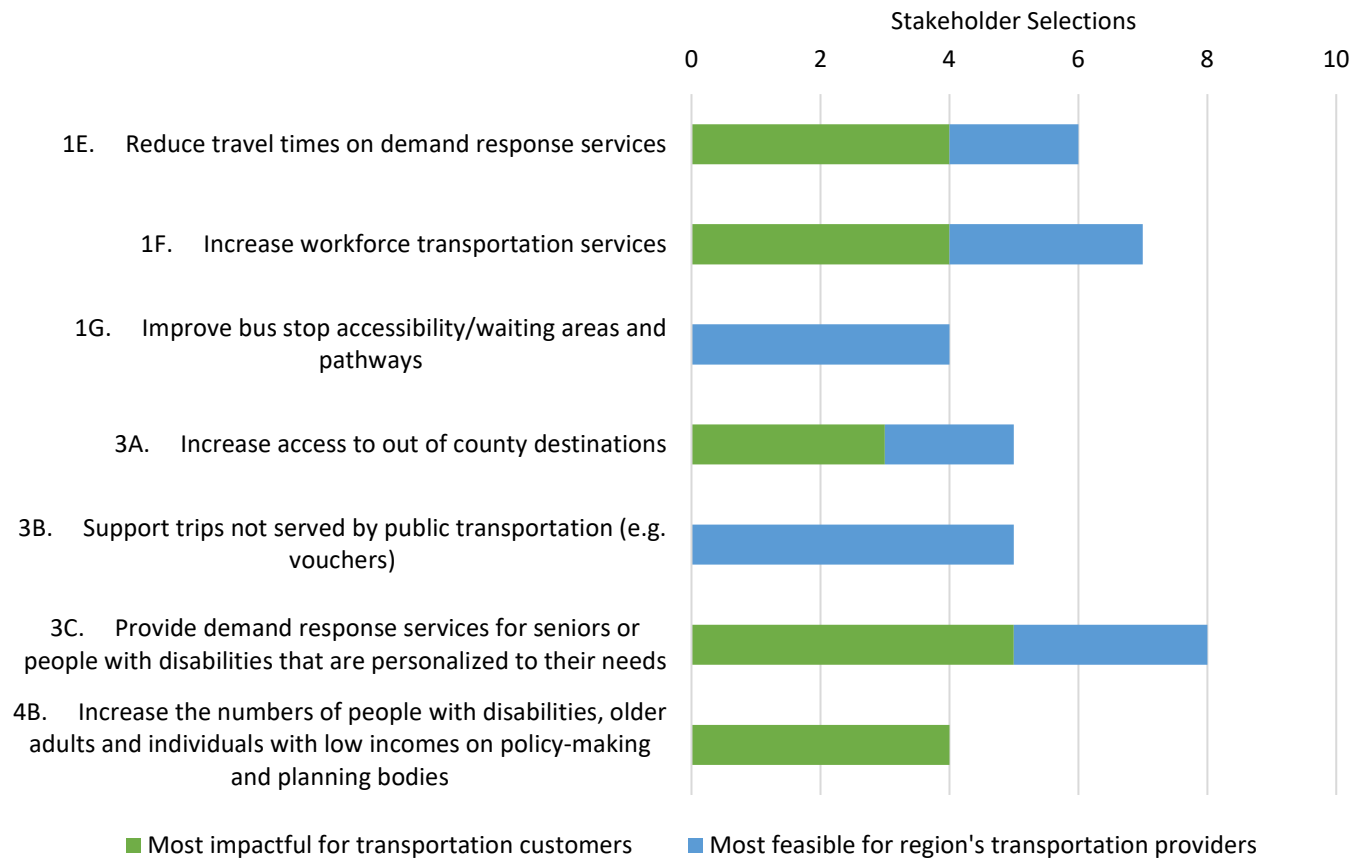 Stakeholder Selections
0 2 4 6 8 10
1E. Reduce travel times on demand response services
1F. Increase workforce transportation services
1G. Improve bus stop accessibility/waiting areas and
pathways
3A. Increase access to out of county destinations
3B. Support trips not served by public transportation (e.g.
vouchers)
3C. Provide demand response services for seniors or
people with disabilities that are personalized to their needs
4B. Increase the numbers of people with disabilities, older
adults and individuals with low incomes on policy-making
and planning bodies
Most impactful for transportation customers Most feasible for region's transportation providers